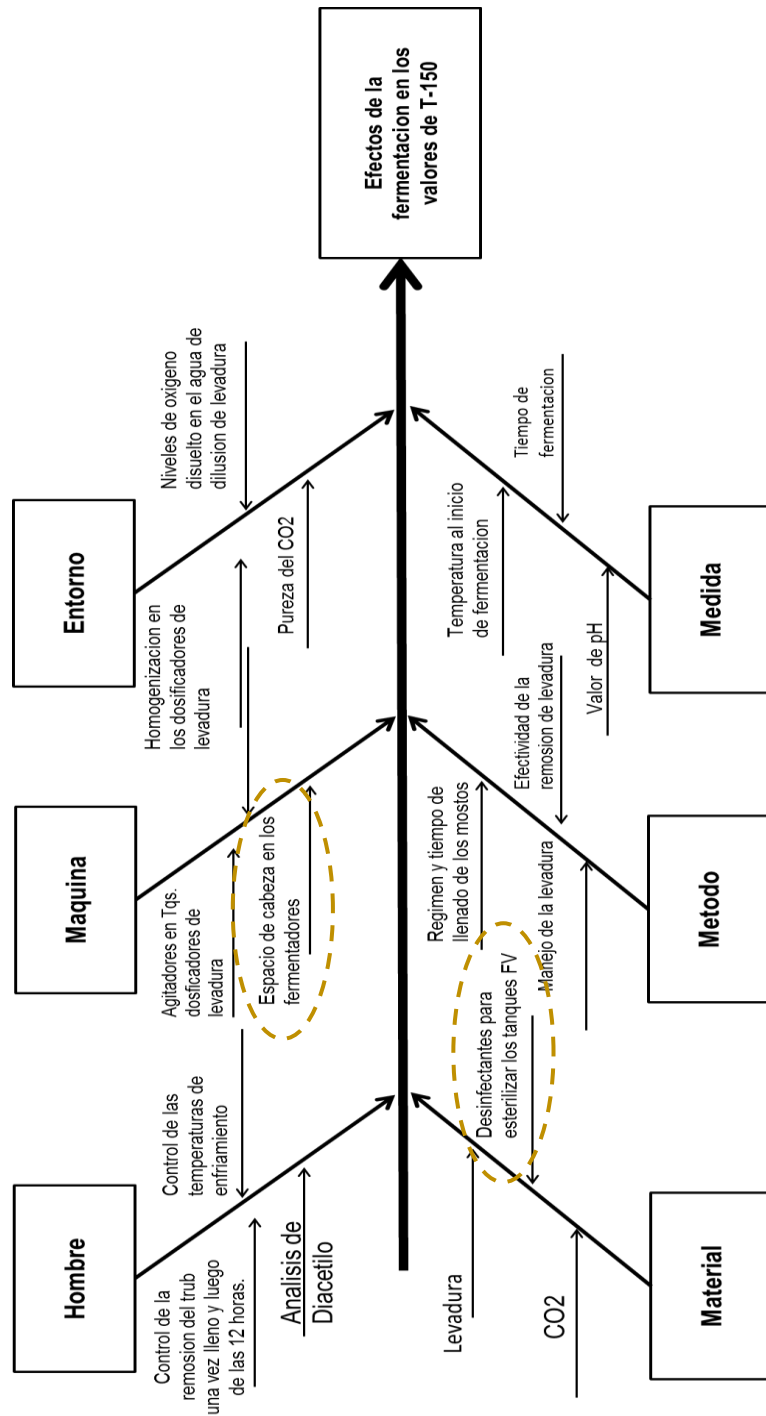 Hombre
Maquina
Entorno
Control de la
remosion del trub
una vez lleno y luego
de las 12 horas.
Control de las
temperaturas de
enfriamiento
Analisis de
Diacetilo
Agitadores en Tqs.
dosficadores de
levadura
Homogenizacion en
los dosificadores de
levadura
Espacio de cabeza en los
fermentadores
Niveles de oxigeno
disuelto en el agua de
dilusion de levadura
Pureza del CO2
Efectos de la
fermentacion en los
valores de T-150
Levadura
Desinfectantes para
esterilizar los tanques FV
CO2
Regimen y tiempo de
llenado de los mostos
Efectividad de la
remosion de levadura
Manejo de la levadura
Temperatura al inicio
de fermentacion
Tiempo de
fermentacion
Valor de pH
Material
Metodo
Medida